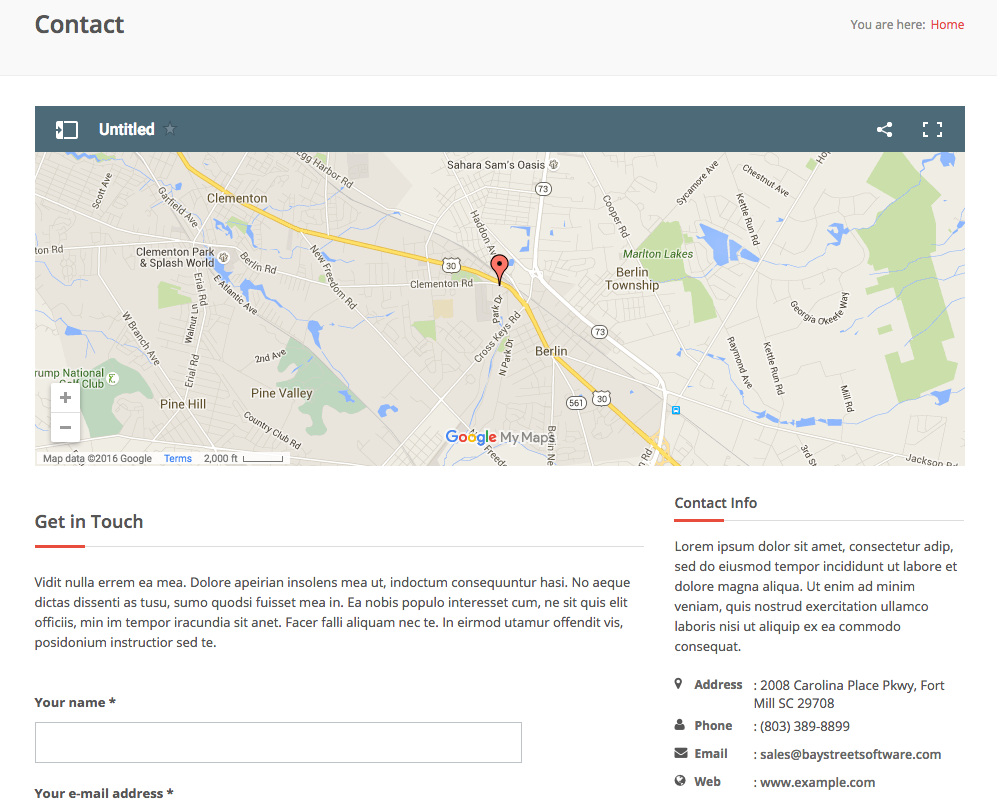 Contact
You are here: Home
Untitled
Sahara Sam's Oasis
Egg Harbor Rd
Scott Ave
Garfield Ave
Clementon
73
Haddon Ave
Cooper Rd
Sycamore Ave
Chestnut Ave
Kettle Run Rd
ton Rd
Clementon Park
& Splash World
Berlin Rd
New Freedom Rd
30
Clementon Rd
Marlton Lakes
Berlin
Township
Erial Rd
E Atlantic Ave
Walnut Ln
W Branch Ave
Park Dr
Cross Keys Rd
N Park Dr
Berlin
73
Georgia Okeefe Way
2nd Ave
Erial Rd
Raymond Ave
Kettle Run Rd
Mill Rd
rump National
Golf Club
Pine Valley
Pine Hill
Country Club Rd
561
30
+
−
Google My Maps
3rd St
Jackson Rd
Map data ©2016 Google Terms 2,000 ft
Get in Touch
Vidit nulla errem ea mea. Dolore apeirian insolens mea ut, indoctum consequuntur hasi. No aeque
dictas dissenti as tusu, sumo quodsi fuisset mea in. Ea nobis populo interesset cum, ne sit quis elit
officiis, min im tempor iracundia sit anet. Facer falli aliquam nec te. In eirmod utamur offendit vis,
posidonium instructior sed te.
Your name *
Your e-mail address *
Contact Info
Lorem ipsum dolor sit amet, consectetur adip,
sed do eiusmod tempor incididunt ut labore et
dolore magna aliqua. Ut enim ad minim
veniam, quis nostrud exercitation ullamco
laboris nisi ut aliquip ex ea commodo
consequat.
Address : 2008 Carolina Place Pkwy, Fort
Mill SC 29708
Phone : (803) 389-8899
Email : sales@baystreetsoftware.com
Web : www.example.com